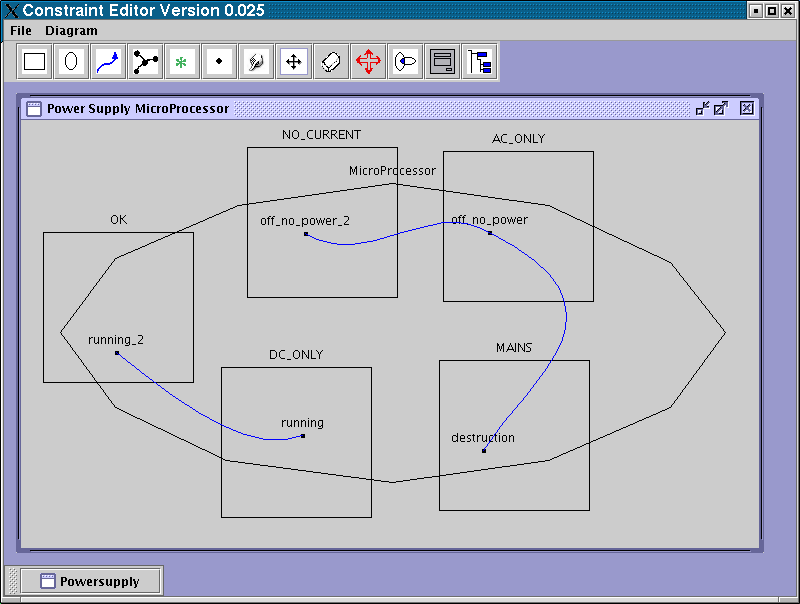 Constraint Editor Version 0.025
File Diagram
Power Supply MicroProcessor
NO_CURRENT
AC_ONLY
MicroProcessor
OK
off_no_power_2
off_no_power
running_2
DC_ONLY
MAINS
running
destruction
Powersupply